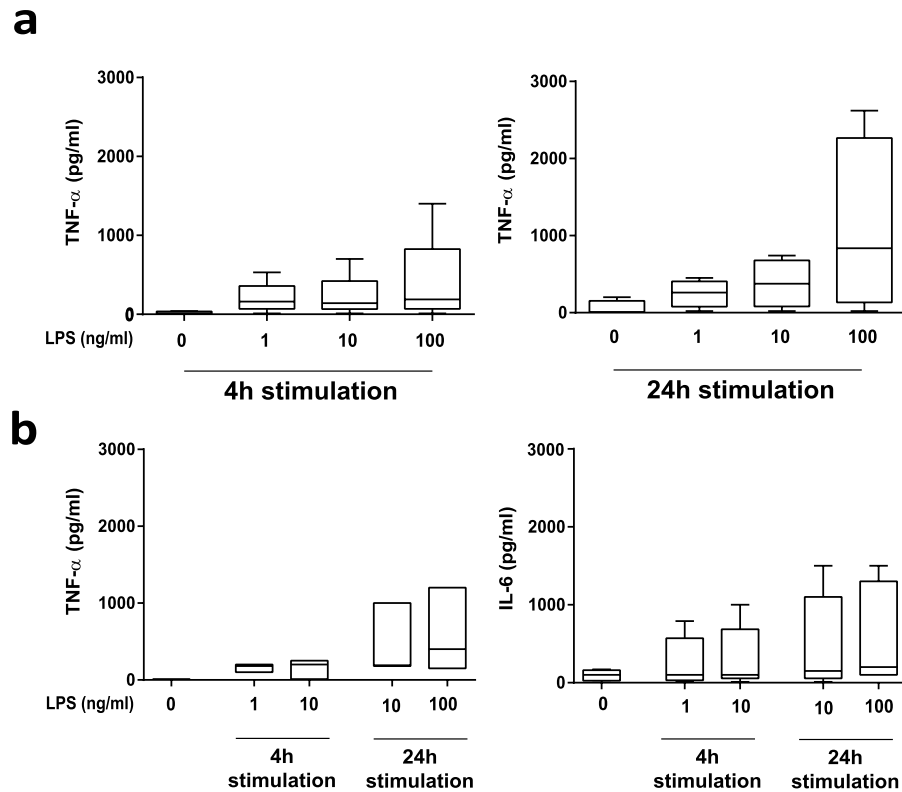 a
TNF-α (pg/ml)
3000
2000
1000
0
LPS (ng/ml)
0 1 10 100
4h stimulation
TNF-α (pg/ml)
3000
2000
1000
0
0 1 10 100
24h stimulation
b
TNF-α (pg/ml)
3000
2000
1000
0
LPS (ng/ml)
0 1 10 10 100
4h stimulation
24h stimulation
IL-6 (pg/ml)
3000
2000
1000
0
0 1 10 10 100
4h stimulation
24h stimulation